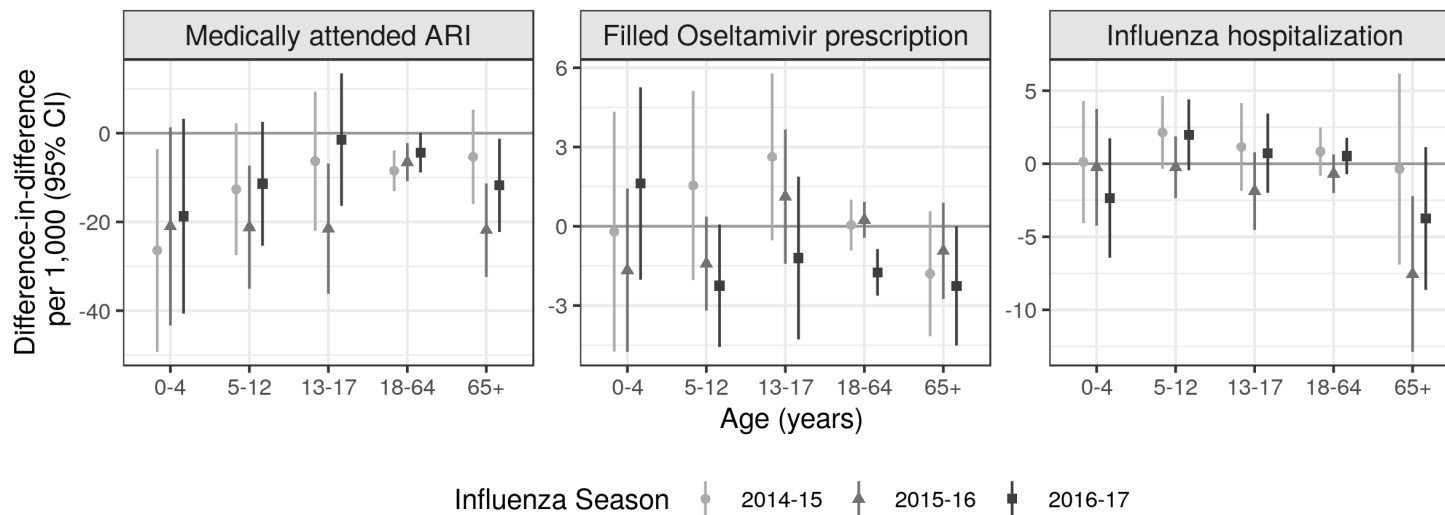 Medically attended ARI
Filled Oseltamivir prescription
Influenza hospitalization
Difference-in-difference
per 1,000 (95% CI)
0
-20
-40
6
3
0
-3
5
0
-5
-10
0-4 5-12 13-17 18-64 65+
0-4 5-12 13-17 18-64 65+
0-4 5-12 13-17 18-64 65+
Age (years)
Influenza Season 2014-15 2015-16 2016-17